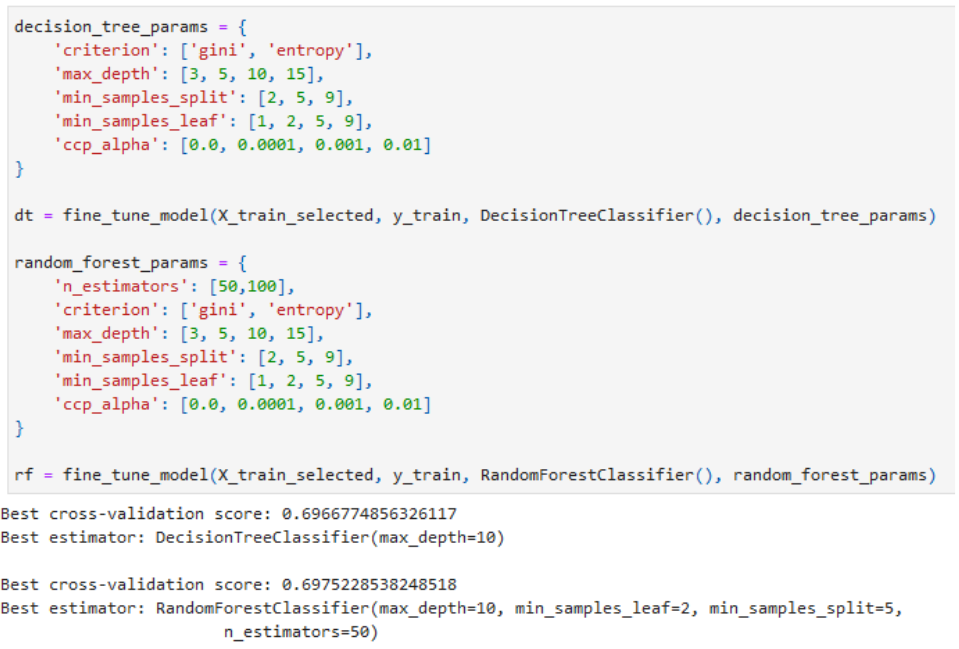 decision_tree_params = {
    'criterion': ['gini', 'entropy'],
    'max_depth': [3, 5, 10, 15],
    'min_samples_split': [2, 5, 9],
    'min_samples_leaf': [1, 2, 5, 9],
    'ccp_alpha': [0.0, 0.0001, 0.001, 0.01]
}
dt = fine_tune_model(X_train_selected, y_train, DecisionTreeClassifier(), decision_tree_params)
random_forest_params = {
    'n_estimators': [50,100],
    'criterion': ['gini', 'entropy'],
    'max_depth': [3, 5, 10, 15],
    'min_samples_split': [2, 5, 9],
    'min_samples_leaf': [1, 2, 5, 9],
    'ccp_alpha': [0.0, 0.0001, 0.001, 0.01]
}
rf = fine_tune_model(X_train_selected, y_train, RandomForestClassifier(), random_forest_params)
Best cross-validation score: 0.6966774856326117
Best estimator: DecisionTreeClassifier(max_depth=10)
Best cross-validation score: 0.6975228538248518
Best estimator: RandomForestClassifier(max_depth=10, min_samples_leaf=2, min_samples_split=5,
                       n_estimators=50)